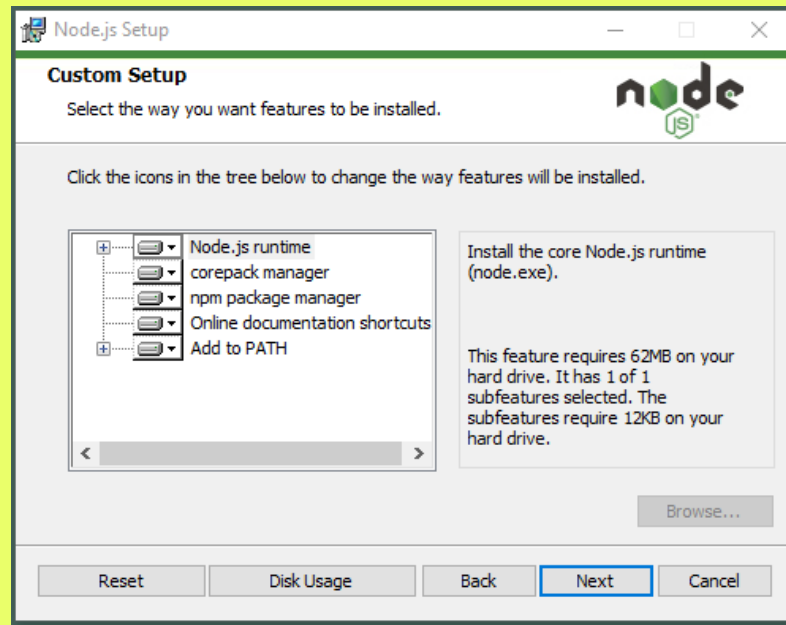 Node.js Setup
Custom Setup
Select the way you want features to be installed.
node
JS
Click the icons in the tree below to change the way features will be installed.
Node.js runtime
corepack manager
npm package manager
Online documentation shortcuts
Add to PATH
Install the core Node.js runtime
(node.exe).
This feature requires 62MB on your
hard drive. It has 1 of 1
subfeatures selected. The
subfeatures require 12KB on your
hard drive.
Browse...
Reset
Disk Usage
Back
Next
Cancel